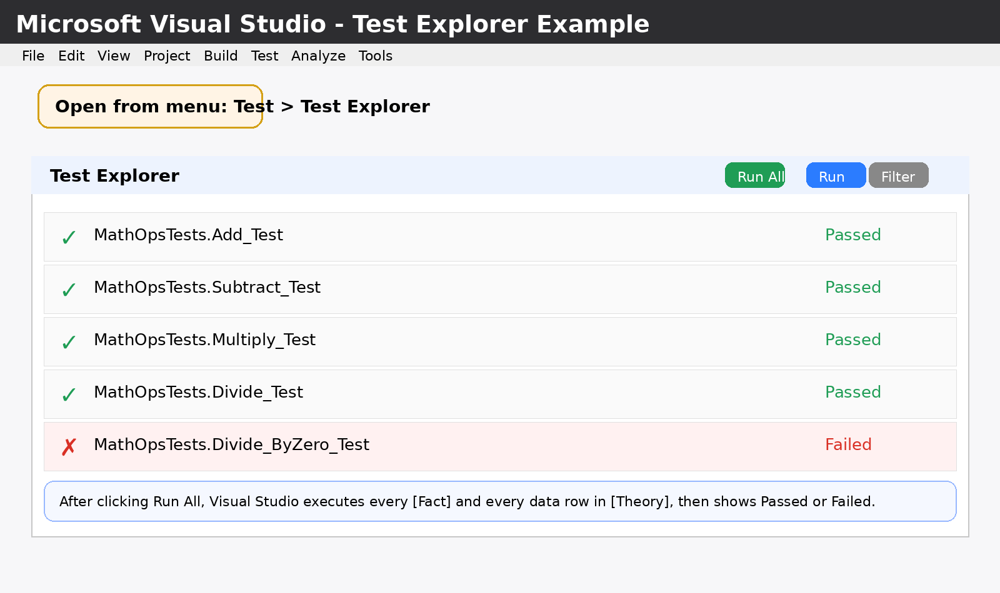 Microsoft Visual Studio - Test Explorer Example
File Edit View Project Build Test Analyze Tools
Open from menu: Test > Test Explorer
Test Explorer Run All Run Filter
✓ MathOpsTests.Add_Test Passed
✓ MathOpsTests.Subtract_Test Passed
✓ MathOpsTests.Multiply_Test Passed
✓ MathOpsTests.Divide_Test Passed
✗ MathOpsTests.Divide_ByZero_Test Failed
After clicking Run All, Visual Studio executes every [Fact] and every data row in [Theory], then shows Passed or Failed.